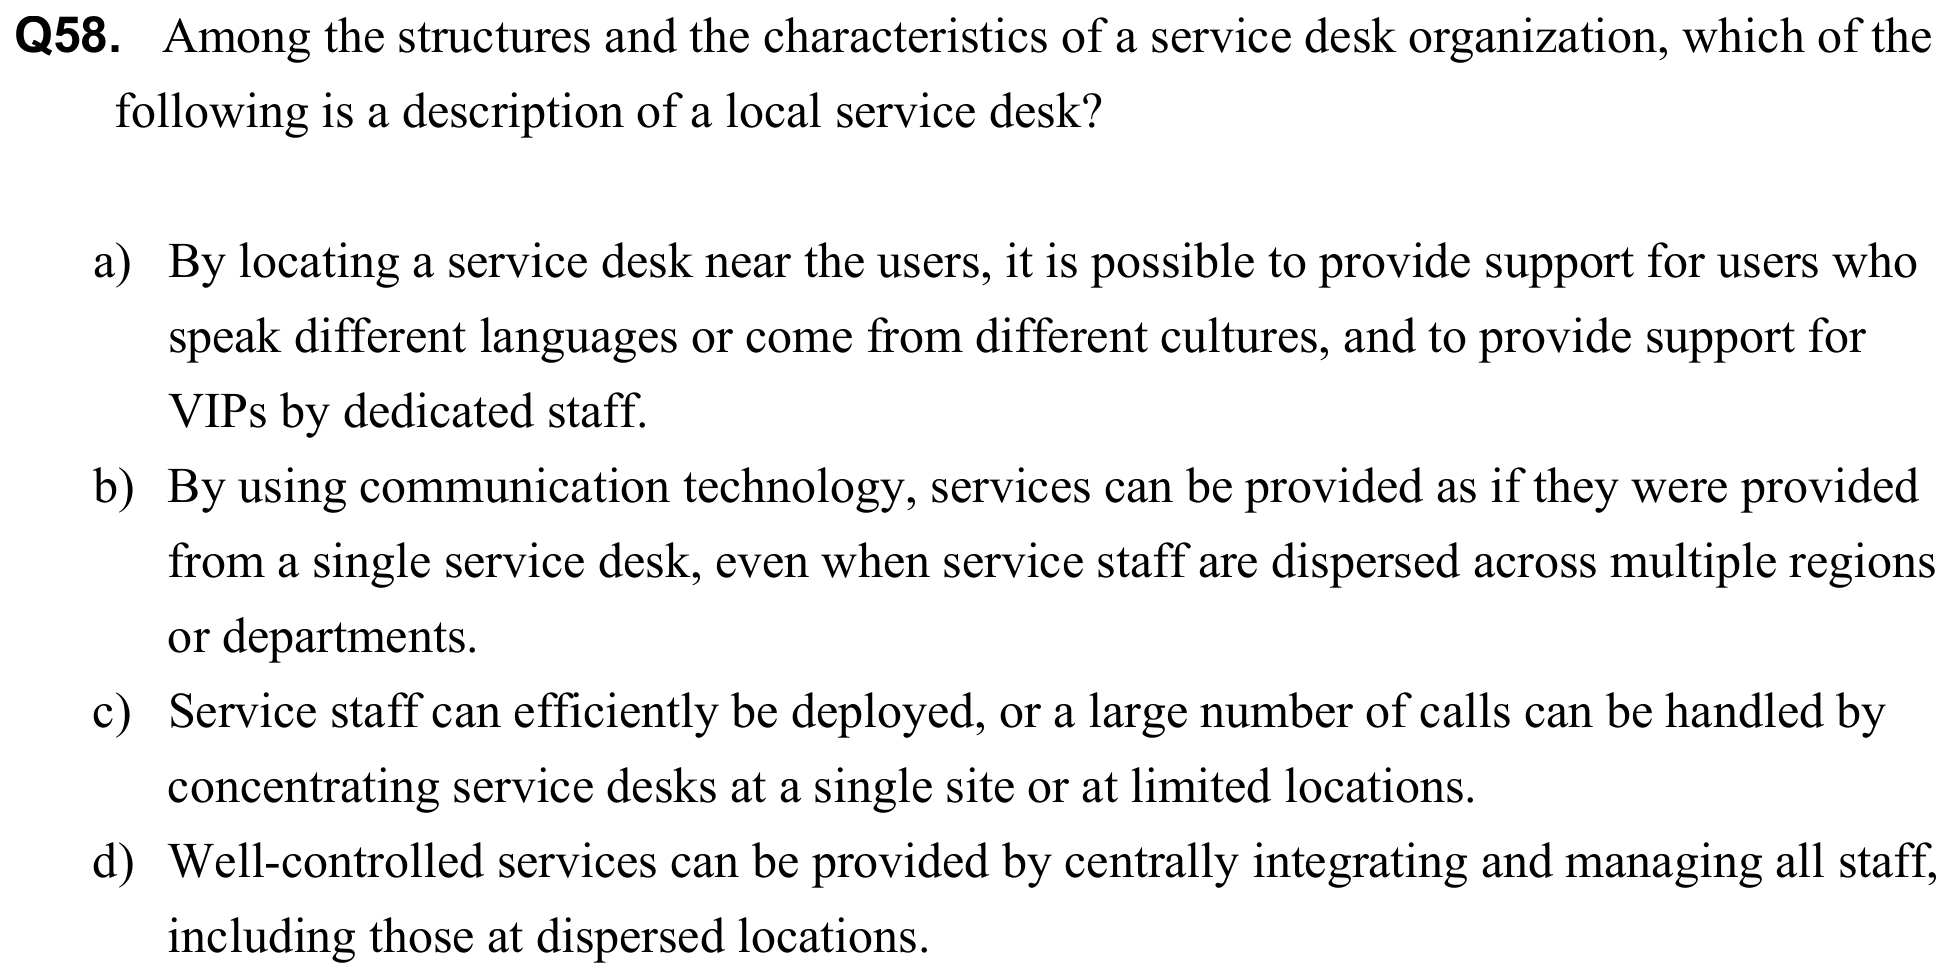 Q58. Among the structures and the characteristics of a service desk organization, which of the
following is a description of a local service desk?
a) By locating a service desk near the users, it is possible to provide support for users who
speak different languages or come from different cultures, and to provide support for
VIPs by dedicated staff.
b) By using communication technology, services can be provided as if they were provided
from a single service desk, even when service staff are dispersed across multiple regions
or departments.
c) Service staff can efficiently be deployed, or a large number of calls can be handled by
concentrating service desks at a single site or at limited locations.
d) Well-controlled services can be provided by centrally integrating and managing all staff,
including those at dispersed locations.